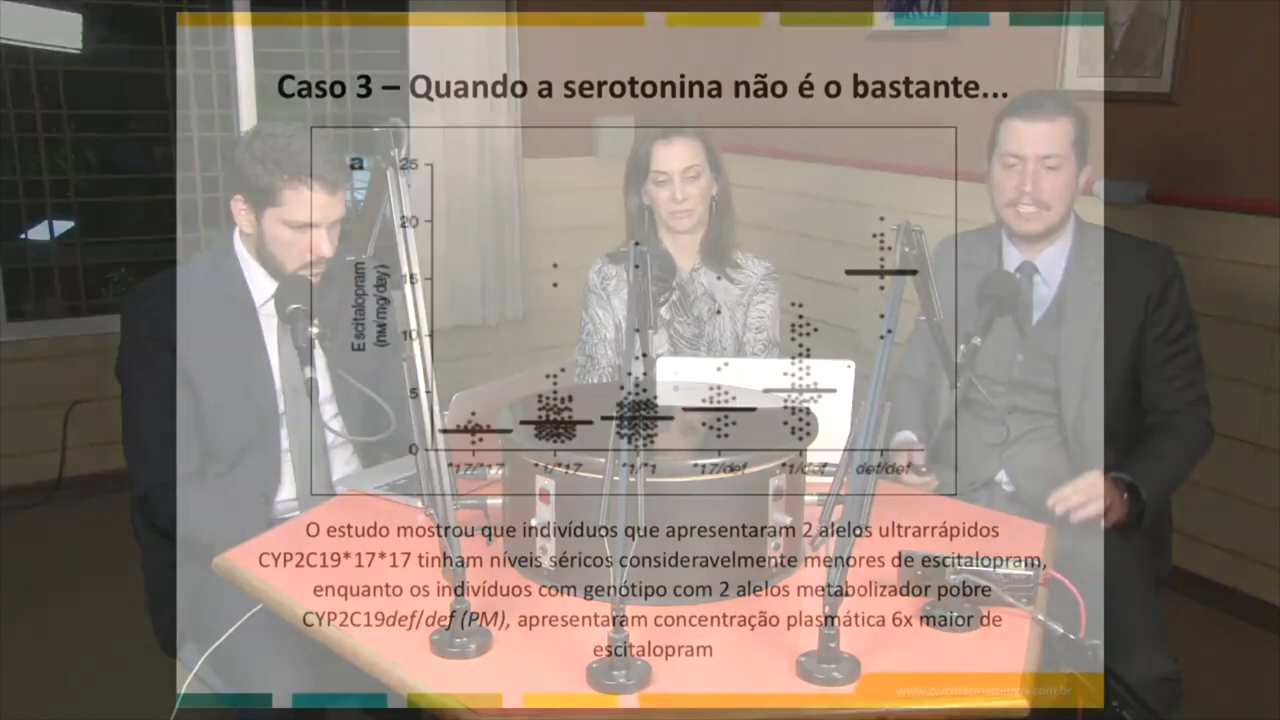 Caso 3 – Quando a serotonina não é o bastante...
a
25
20
15
10
5
0
Escitalopram
(nM/mg/day)
*17/*17 *1/*17 *1/*1 *17/def *1/def def/def
O estudo mostrou que indivíduos que apresentaram 2 alelos ultrarrápidos
CYP2C19*17*17 tinham níveis séricos consideravelmente menores de escitalopram,
enquanto os indivíduos com genótipo com 2 alelos metabolizador pobre
CYP2C19def/def (PM), apresentaram concentração plasmática 6x maior de
escitalopram